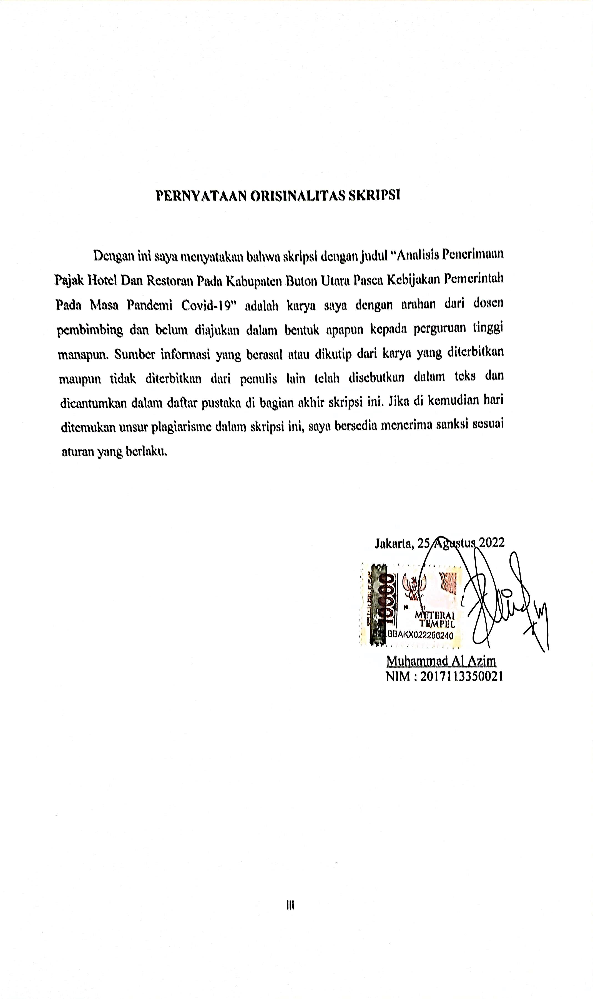 PERNYATAAN ORISINALITAS SKRIPSI
Dengan ini saya menyatakan bahwa skripsi dengan judul “Analisis Penerimaan
Pajak Hotel Dan Restoran Pada Kabupaten Buton Utara Pasca Kebijakan Pemerintah
Pada Masa Pandemi Covid-19” adalah karya saya dengan arahan dari dosen
pembimbing dan belum diajukan dalam bentuk apapun kepada perguruan tinggi
manapun. Sumber informasi yang berasal atau dikutip dari karya yang diterbitkan
maupun tidak diterbitkan dari penulis lain telah disebutkan dalam teks dan
dicantumkan dalam daftar pustaka di bagian akhir skripsi ini. Jika di kemudian hari
ditemukan unsur plagiarisme dalam skripsi ini, saya bersedia menerima sanksi sesuai
aturan yang berlaku.
Jakarta, 25 Agustus 2022
10000
METERAI
TEMPEL
BBAKX022266240
Muhammad Al Azim
NIM : 2017113350021
III